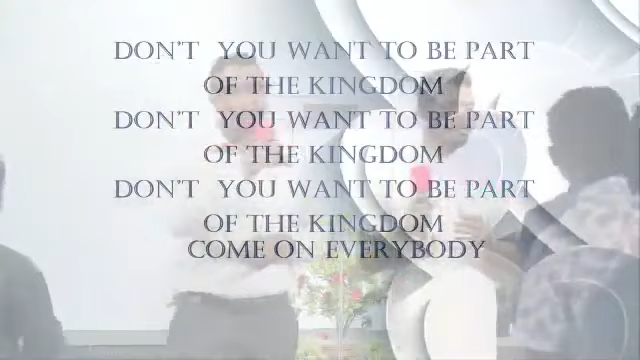 DON'T YOU WANT TO BE PART
OF THE KINGDOM
DON'T YOU WANT TO BE PART
OF THE KINGDOM
DON'T YOU WANT TO BE PART
OF THE KINGDOM
COME ON EVERYBODY